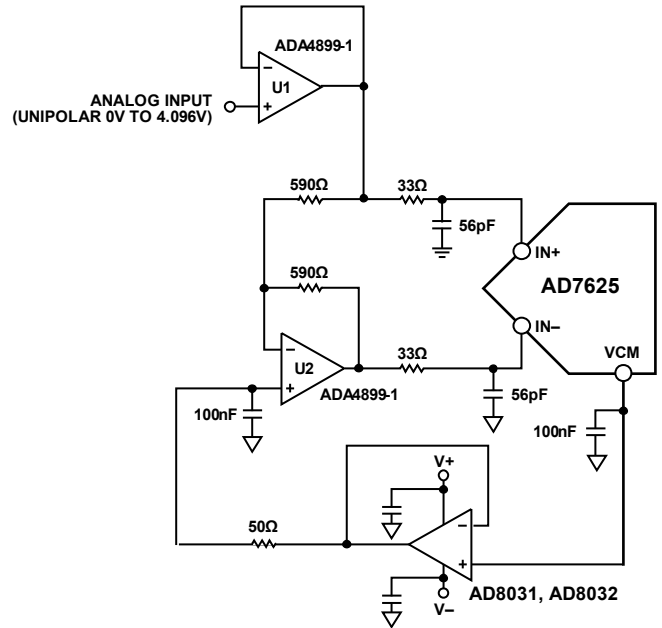 ADA4899-1
−
U1
+
ANALOG INPUT
(UNIPOLAR 0V TO 4.096V)
590Ω
33Ω
56pF
IN+
590Ω
AD7625
IN–
VCM
−
U2
+
33Ω
ADA4899-1
100nF
56pF
100nF
V+
50Ω
−
+
AD8031, AD8032
V–